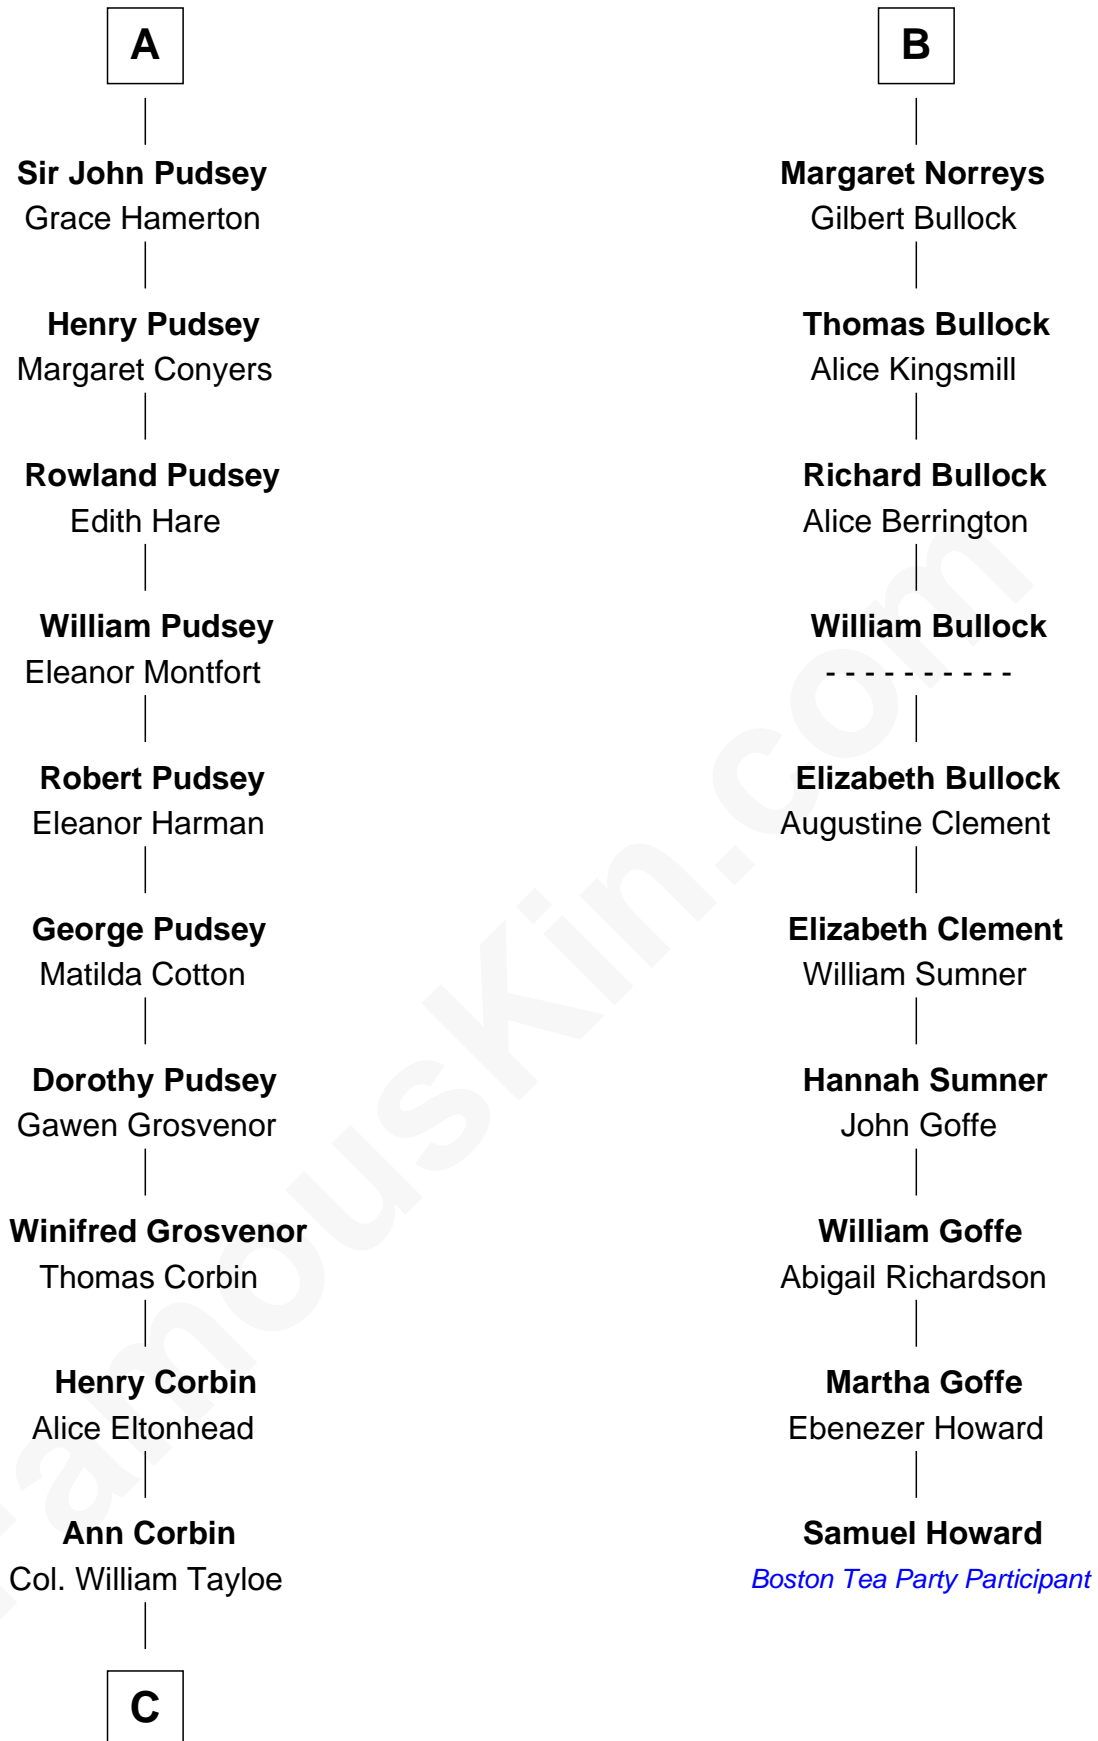 A
Sir John Pudsey
Grace Hamerton
Henry Pudsey
Margaret Conyers
Rowland Pudsey
Edith Hare
William Pudsey
Eleanor Montfort
Robert Pudsey
Eleanor Harman
George Pudsey
Matilda Cotton
Dorothy Pudsey
Gawen Grosvenor
Winifred Grosvenor
Thomas Corbin
Henry Corbin
Alice Eltonhead
Ann Corbin
Col. William Tayloe
C
B
Margaret Norreys
Gilbert Bullock
Thomas Bullock
Alice Kingsmill
Richard Bullock
Alice Berrington
William Bullock
- - - - - - - - - -
Elizabeth Bullock
Augustine Clement
Elizabeth Clement
William Sumner
Hannah Sumner
John Goffe
William Goffe
Abigail Richardson
Martha Goffe
Ebenezer Howard
Samuel Howard
Boston Tea Party Participant
FamousKin.com